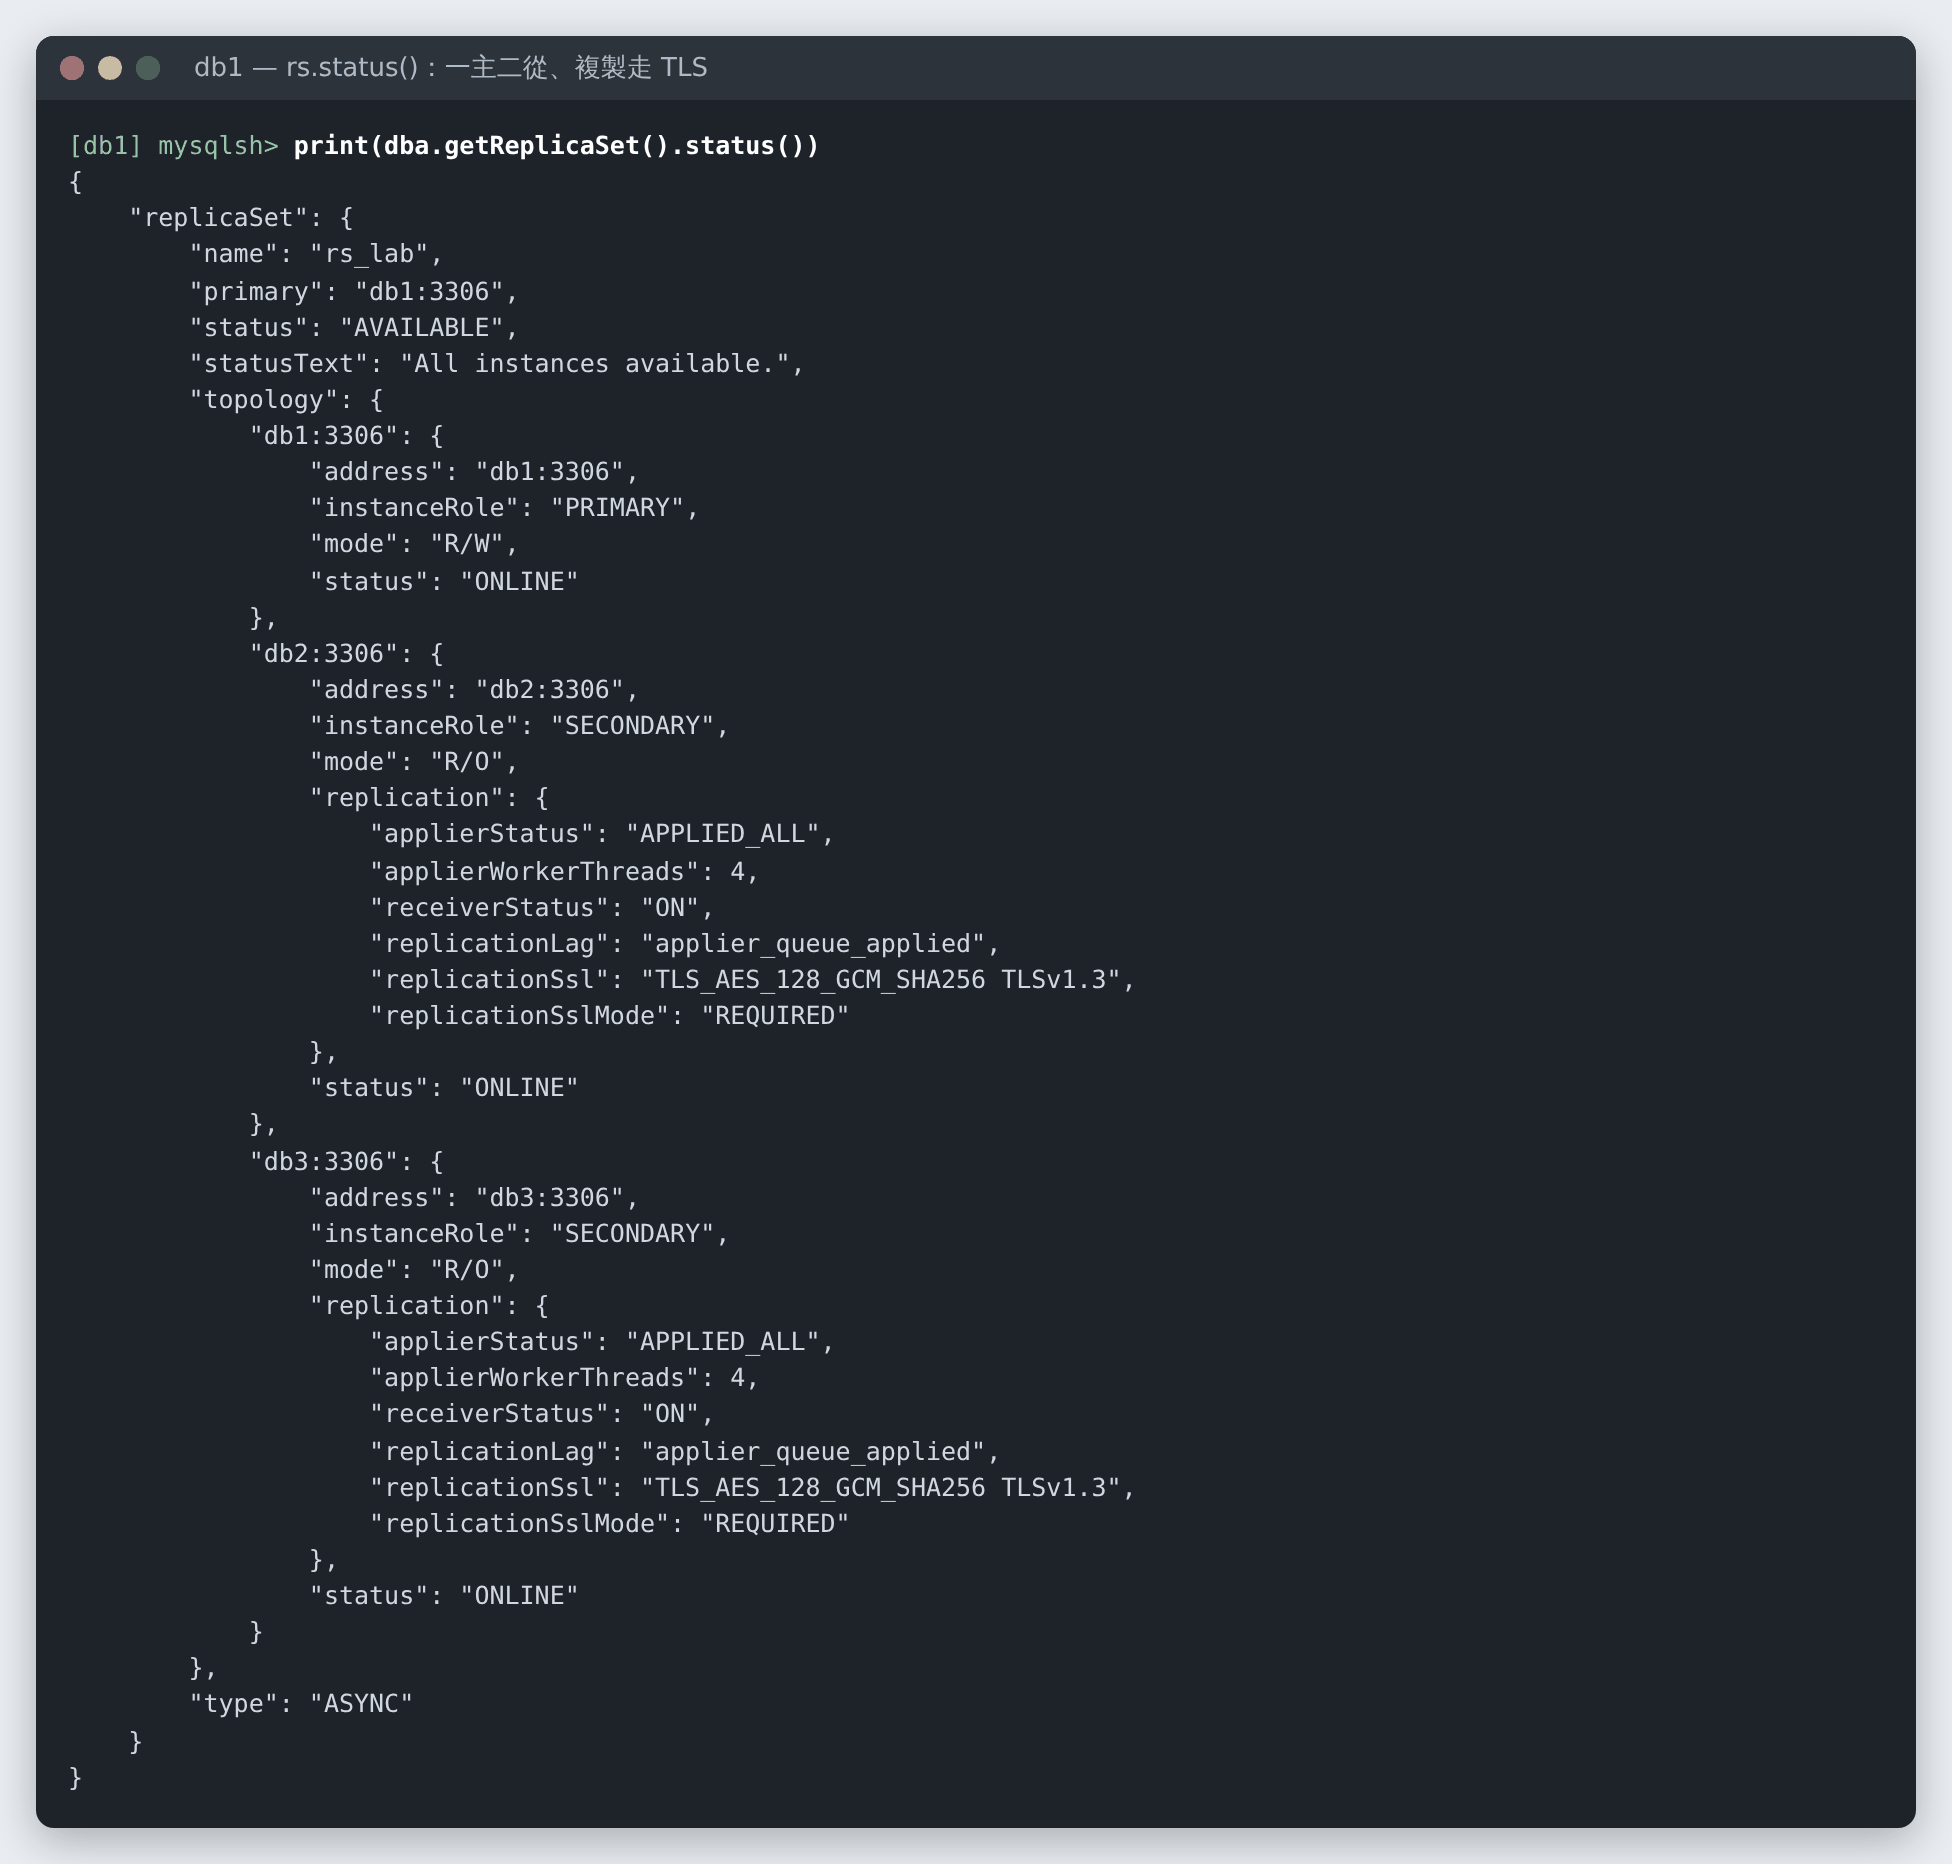 db1 — rs.status()：一主二從、複製走 TLS
[db1] mysqlsh> print(dba.getReplicaSet().status())
{
    "replicaSet": {
        "name": "rs_lab",
        "primary": "db1:3306",
        "status": "AVAILABLE",
        "statusText": "All instances available.",
        "topology": {
            "db1:3306": {
                "address": "db1:3306",
                "instanceRole": "PRIMARY",
                "mode": "R/W",
                "status": "ONLINE"
            },
            "db2:3306": {
                "address": "db2:3306",
                "instanceRole": "SECONDARY",
                "mode": "R/O",
                "replication": {
                    "applierStatus": "APPLIED_ALL",
                    "applierWorkerThreads": 4,
                    "receiverStatus": "ON",
                    "replicationLag": "applier_queue_applied",
                    "replicationSsl": "TLS_AES_128_GCM_SHA256 TLSv1.3",
                    "replicationSslMode": "REQUIRED"
                },
                "status": "ONLINE"
            },
            "db3:3306": {
                "address": "db3:3306",
                "instanceRole": "SECONDARY",
                "mode": "R/O",
                "replication": {
                    "applierStatus": "APPLIED_ALL",
                    "applierWorkerThreads": 4,
                    "receiverStatus": "ON",
                    "replicationLag": "applier_queue_applied",
                    "replicationSsl": "TLS_AES_128_GCM_SHA256 TLSv1.3",
                    "replicationSslMode": "REQUIRED"
                },
                "status": "ONLINE"
            }
        },
        "type": "ASYNC"
    }
}